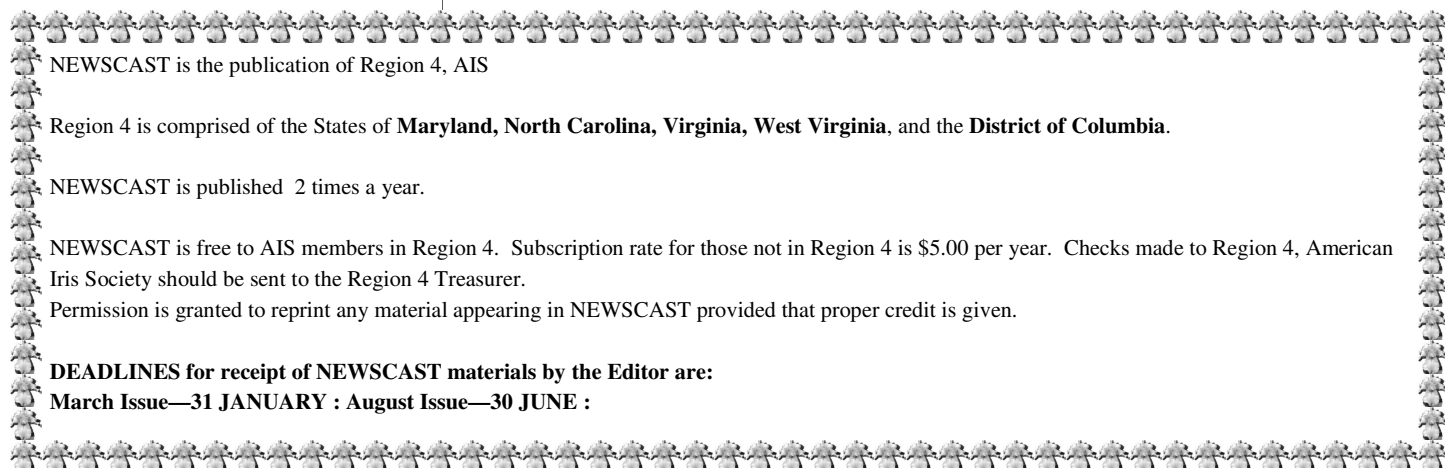 NEWSCAST is the publication of Region 4, AIS
Region 4 is comprised of the States of Maryland, North Carolina, Virginia, West Virginia, and the District of Columbia.
NEWSCAST is published  2 times a year.
NEWSCAST is free to AIS members in Region 4.  Subscription rate for those not in Region 4 is $5.00 per year.  Checks made to Region 4, American
Iris Society should be sent to the Region 4 Treasurer.
Permission is granted to reprint any material appearing in NEWSCAST provided that proper credit is given.
DEADLINES for receipt of NEWSCAST materials by the Editor are:
March Issue—31 JANUARY : August Issue—30 JUNE :